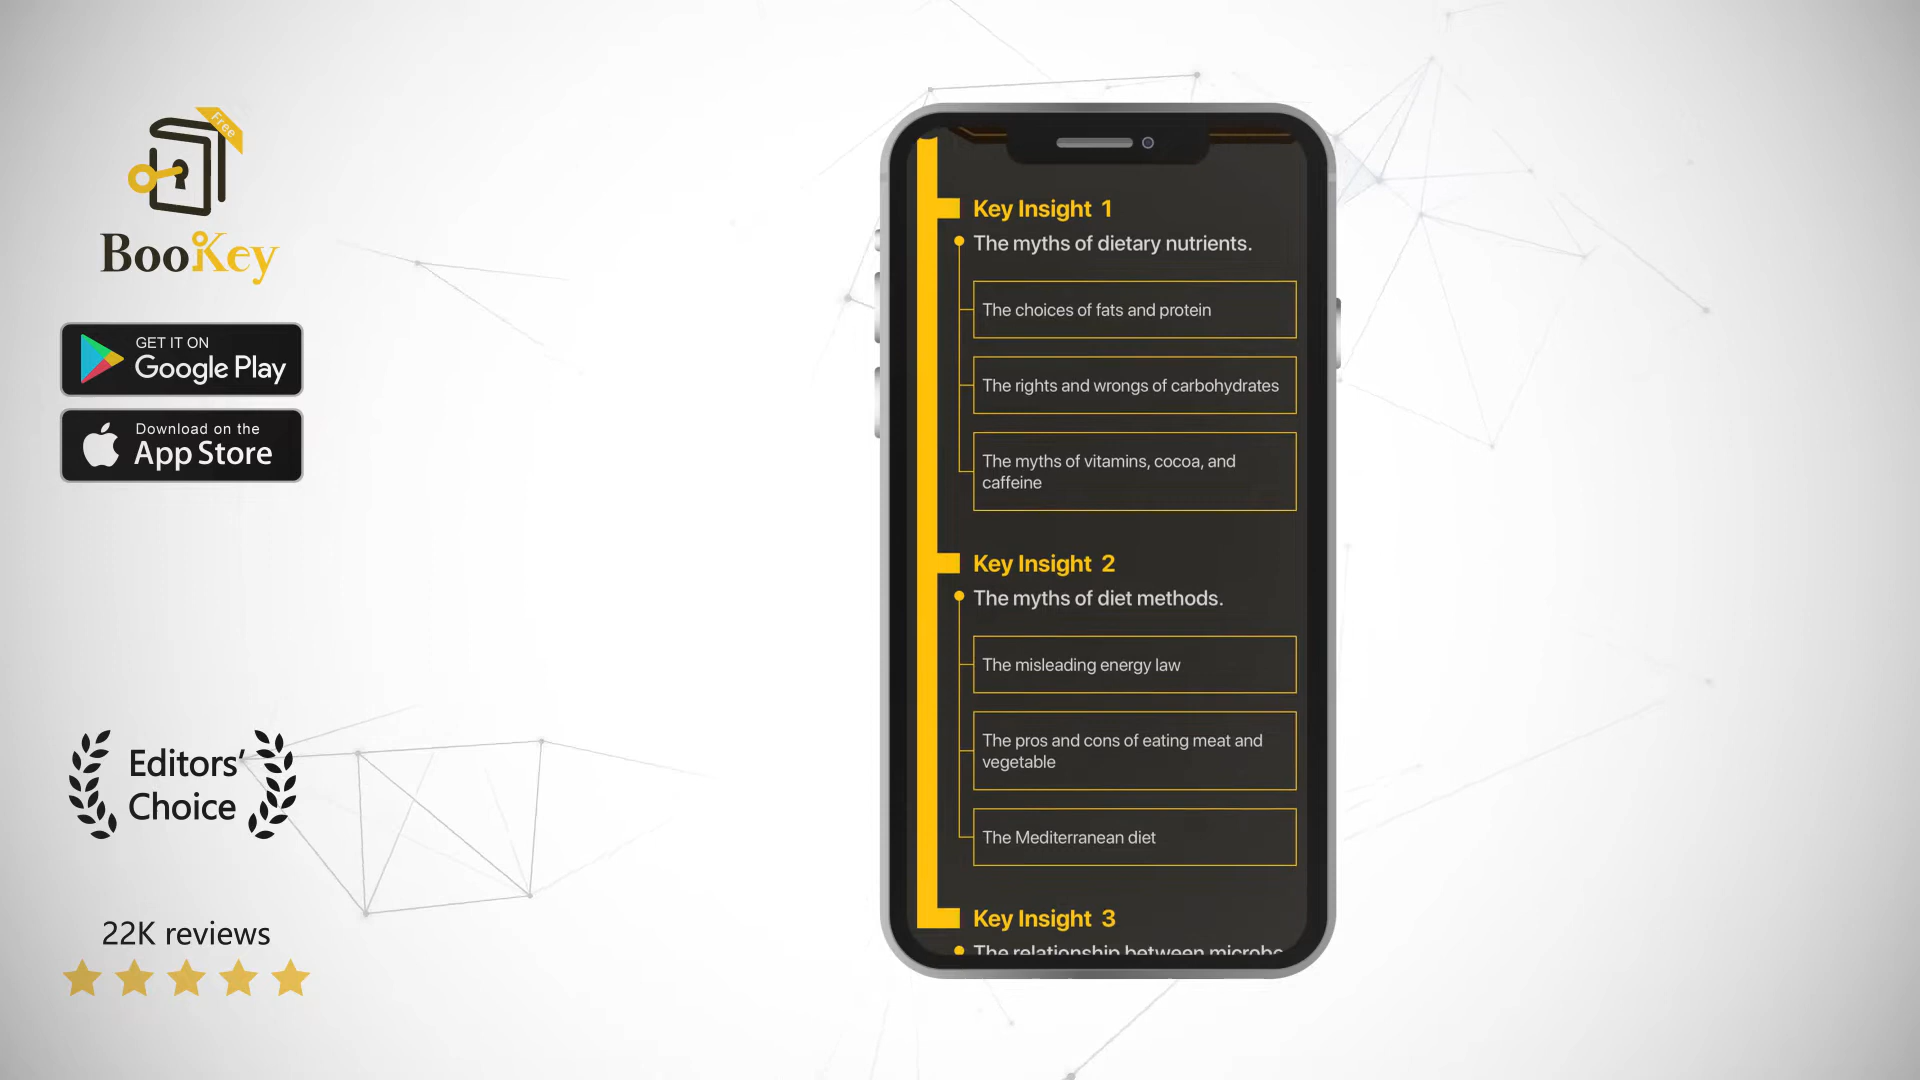 Free
BooKey
GET IT ON
Google Play
Download on the
App Store
Editors'
Choice
22K reviews
Key Insight 1
The myths of dietary nutrients.
The choices of fats and protein
The rights and wrongs of carbohydrates
The myths of vitamins, cocoa, and
caffeine
Key Insight 2
The myths of diet methods.
The misleading energy law
The pros and cons of eating meat and
vegetable
The Mediterranean diet
Key Insight 3
The relationship between